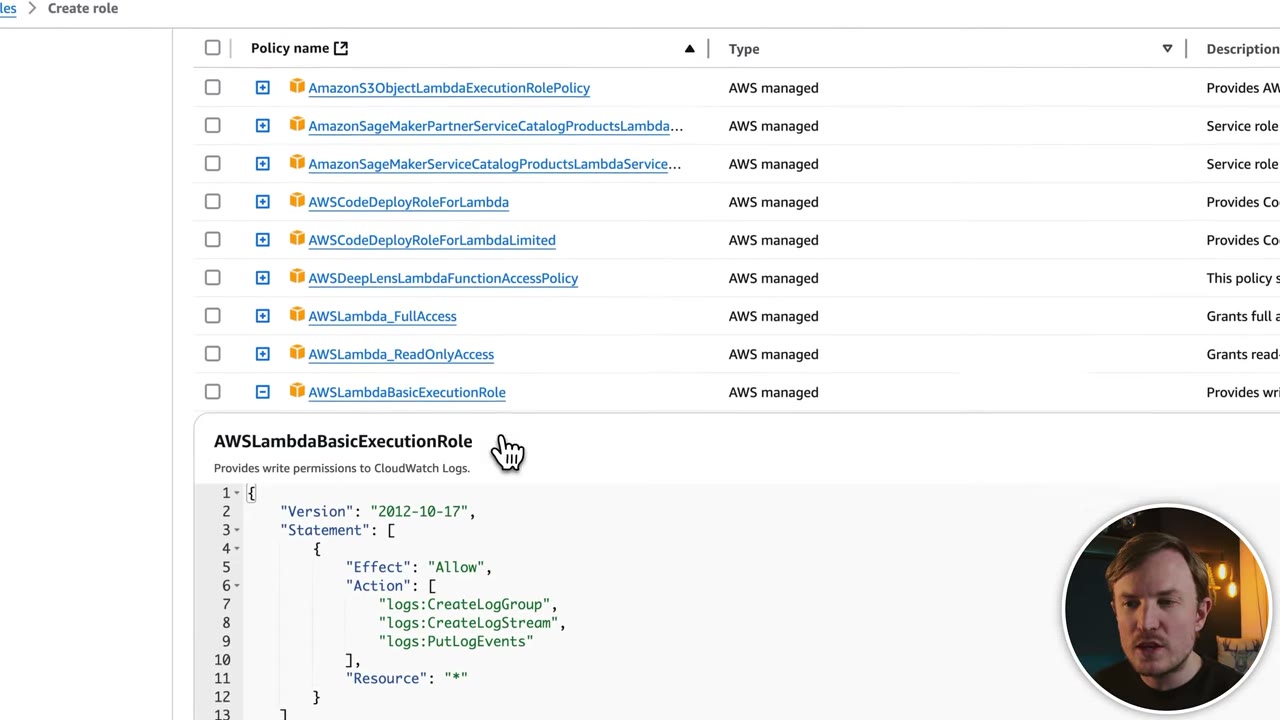 les > Create role
Policy name Type Description
AmazonS3ObjectLambdaExecutionRolePolicy AWS managed Provides AW
AmazonSageMakerPartnerServiceCatalogProductsLambda... AWS managed Service role
AmazonSageMakerServiceCatalogProductsLambdaService... AWS managed Service role
AWSCodeDeployRoleForLambda AWS managed Provides Co
AWSCodeDeployRoleForLambdaLimited AWS managed Provides Co
AWSDeepLensLambdaFunctionAccessPolicy AWS managed This policy s
AWSLambda_FullAccess AWS managed Grants full a
AWSLambda_ReadOnlyAccess AWS managed Grants read-
AWSLambdaBasicExecutionRole AWS managed Provides wri
AWSLambdaBasicExecutionRole
Provides write permissions to CloudWatch Logs.
1 {
2 "Version": "2012-10-17",
3 "Statement": [
4 {
5 "Effect": "Allow",
6 "Action": [
7 "logs:CreateLogGroup",
8 "logs:CreateLogStream",
9 "logs:PutLogEvents"
10 ],
11 "Resource": "*"
12 }
13 ]